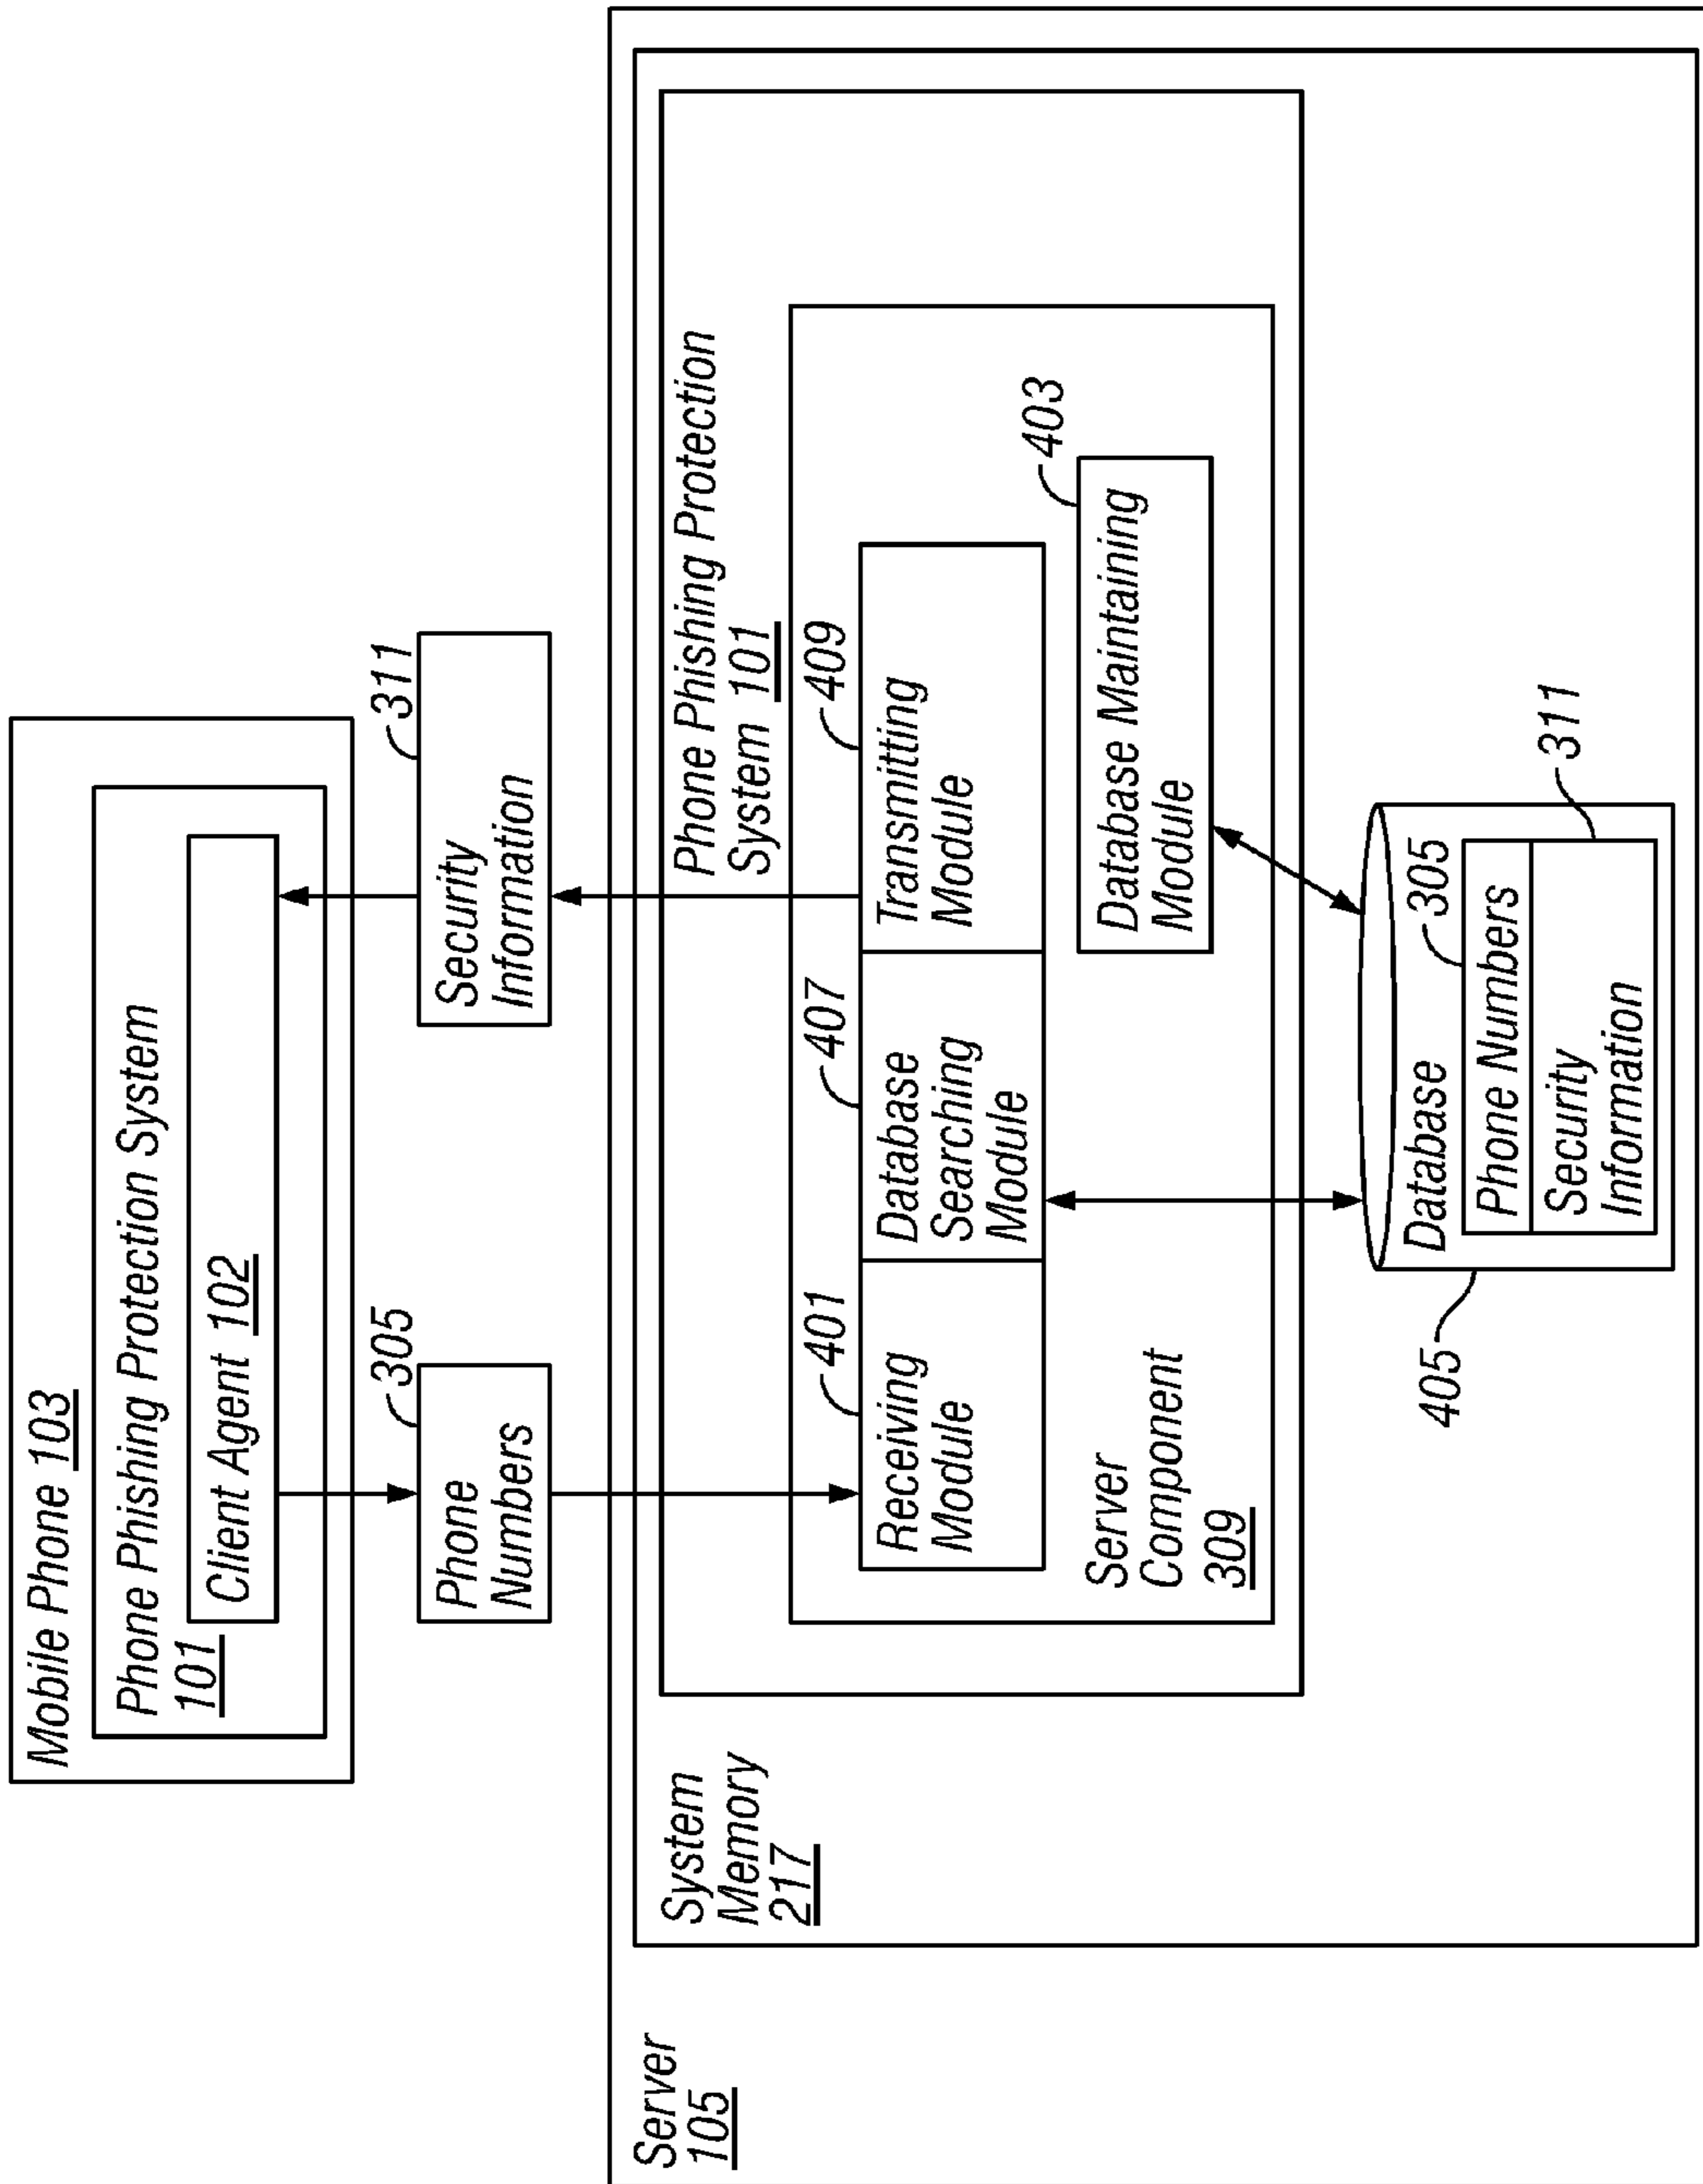 Mobile Phone 103
Phone Phishing Protection System
101
Client Agent 102
305
Phone
Numbers
311
Security
Information
Server
105
System
Memory
217
Phone Phishing Protection
System 101
401
Receiving
Module
407
Database
Searching
Module
409
Transmitting
Module
Server
Component
309
403
Database Maintaining
Module
405
Database
305
Phone Numbers
311
Security
Information